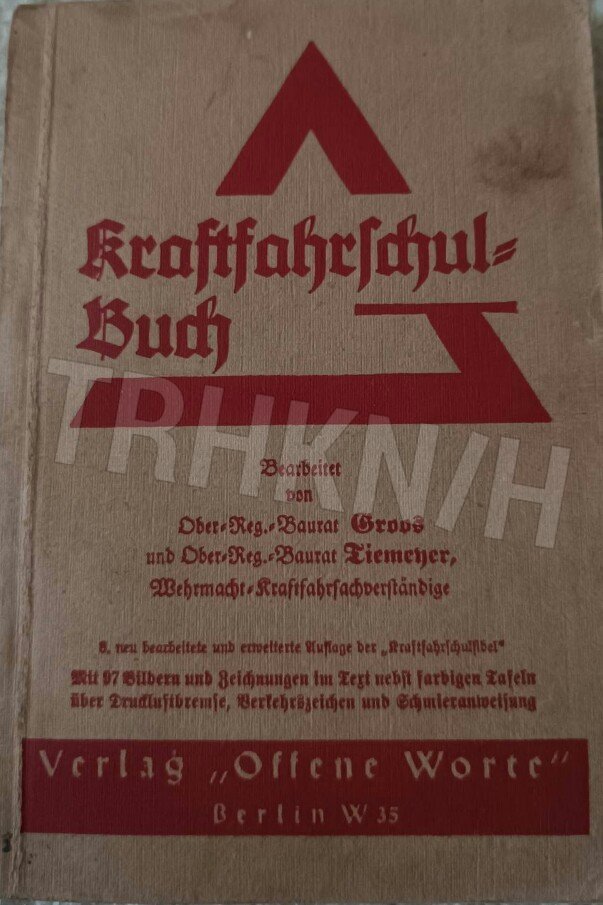 Kraftfahrschul-
Buch
TRHKN/H
Bearbeitet
von
Ober-Reg.-Baurat Groos
und Ober-Reg.-Baurat Tiemeyer,
Wehrmacht-Kraftfahrsachverständige
8. neu bearbeitete und erweiterte Auflage der „Kraftfahrschulfibel"
Mit 97 Bildern und Zeichnungen im Text nebst farbigen Tafeln
über Druckluftbremse, Verkehrszeichen und Schmieranweisung
Verlag „Offene Worte"
Berlin W 35